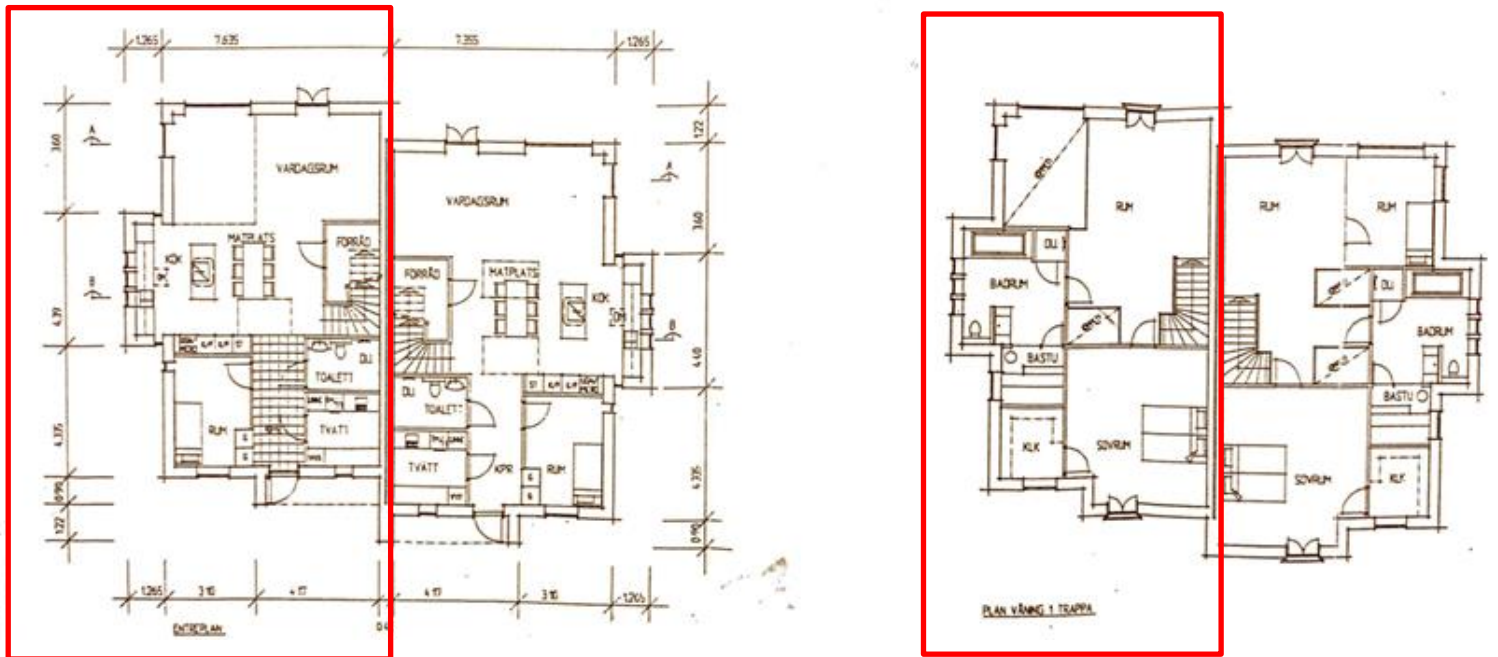 1.265 7.635 7.355 1.265
3.60
4.39
4.335
0.90
1.22
A
VARDAGSRUM
MATPLATS
KÖK
FÖRRÅD
K/F K/F ST
TOALETT
DU
RUM
G
G
TVÄTT
VARDAGSRUM
FÖRRÅD
MATPLATS
KÖK
DU
TOALETT
ST K/F K/F
TVÄTT
KPR
RUM
G
G
A
B
1.22
3.60
4.40
4.335
0.90
1.265 3.10 4.17 4.17 3.10 1.265
ENTREPLAN
RUM
DU
BADRUM
BASTU
KLK
SOVRUM
RUM
RUM
DU
BADRUM
BASTU
SOVRUM
KLK
PLAN VÅNING 1 TRAPPA